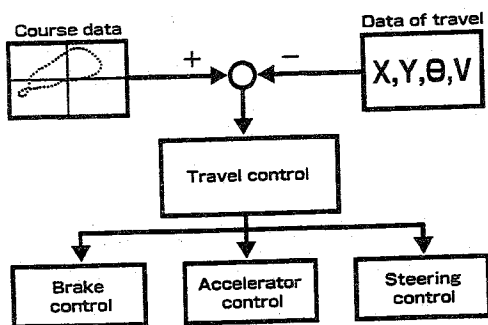 Course data
Data of travel
+
−
X,Y,θ,V
Travel control
Brake
control
Accelerator
control
Steering
control